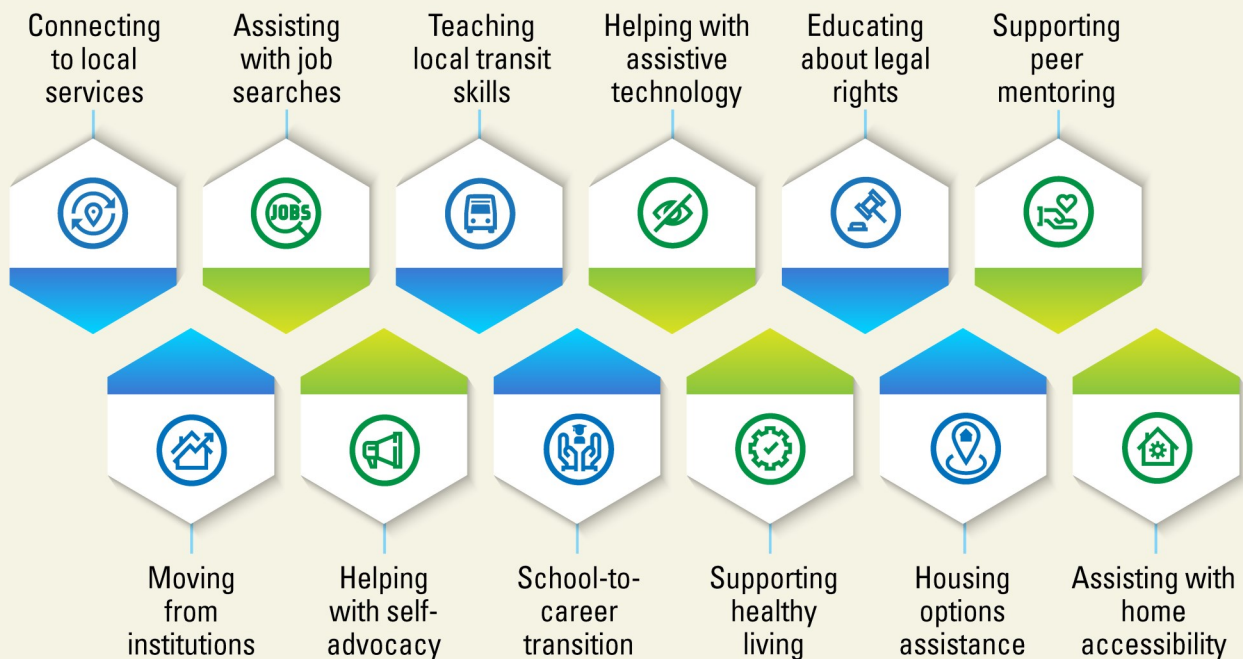 Connecting
to local
services
Assisting
with job
searches
Teaching
local transit
skills
Helping with
assistive
technology
Educating
about legal
rights
Supporting
peer
mentoring
JOBS
Moving
from
institutions
Helping
with self-
advocacy
School-to-
career
transition
Supporting
healthy
living
Housing
options
assistance
Assisting with
home
accessibility